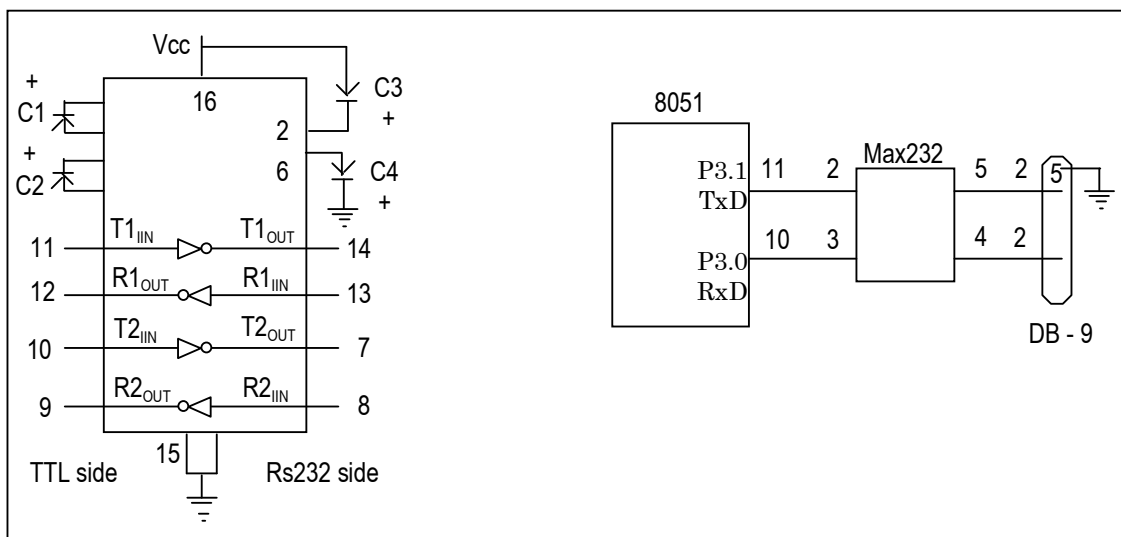 Vcc
+
C1
16
C3
+
2
+
C2
6
C4
+
11 T1IIN T1OUT 14
12 R1OUT R1IIN 13
10 T2IIN T2OUT 7
9 R2OUT R2IIN 8
15
TTL side Rs232 side
8051
Max232
P3.1 11 2 5 2 5
TxD
P3.0 10 3 4 2
RxD
DB - 9